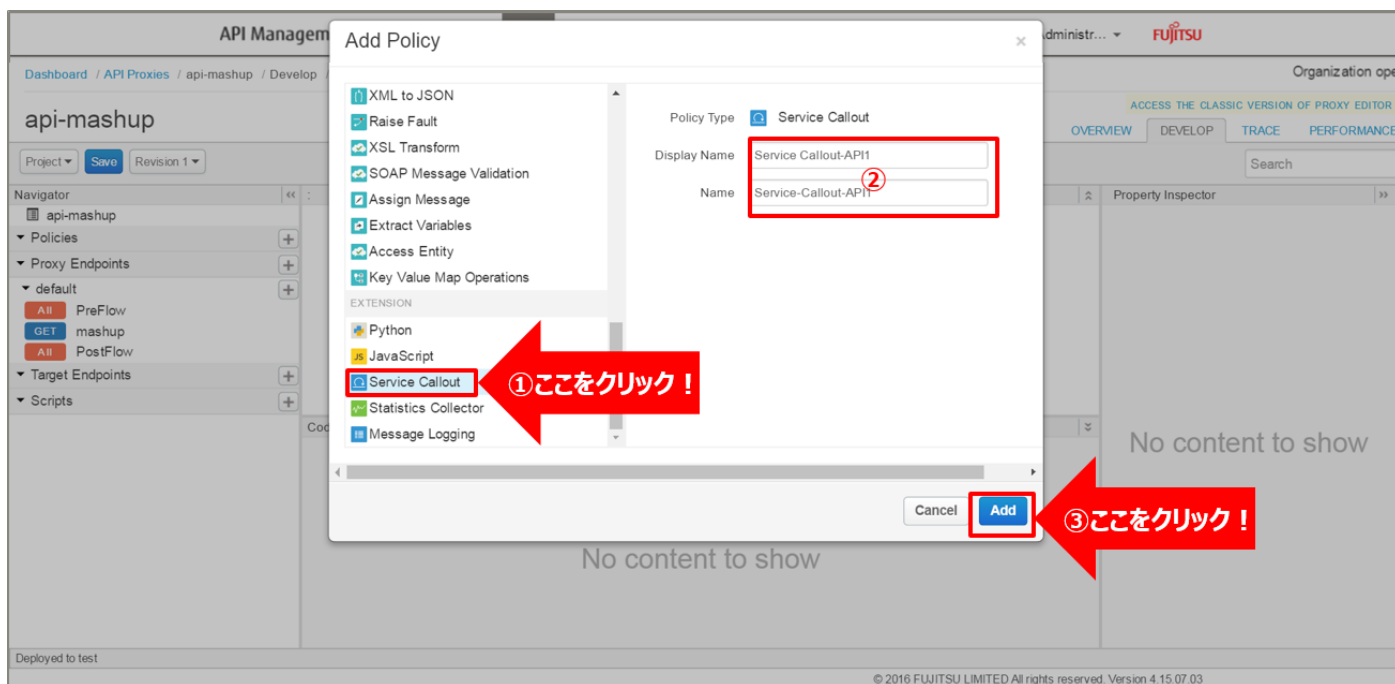 API Managem
Add Policy
×
dministr...
FUJITSU
Dashboard / API Proxies / api-mashup / Develop /
Organization ope
ACCESS THE CLASSIC VERSION OF PROXY EDITOR
api-mashup
OVERVIEW DEVELOP TRACE PERFORMANCE
Project Save Revision 1
Search
Navigator
Property Inspector
api-mashup
Policies
Proxy Endpoints
default
All PreFlow
GET mashup
All PostFlow
Target Endpoints
Scripts
XML to JSON
Raise Fault
XSL Transform
SOAP Message Validation
Assign Message
Extract Variables
Access Entity
Key Value Map Operations
EXTENSION
Python
JS JavaScript
Service Callout
Statistics Collector
Message Logging
①ここをクリック！
Policy Type Service Callout
Display Name Service Callout-API1
②
Name Service-Callout-API1
Cod
Cancel Add
③ここをクリック！
No content to show
No content to show
Deployed to test
© 2016 FUJITSU LIMITED All rights reserved. Version 4.15.07.03